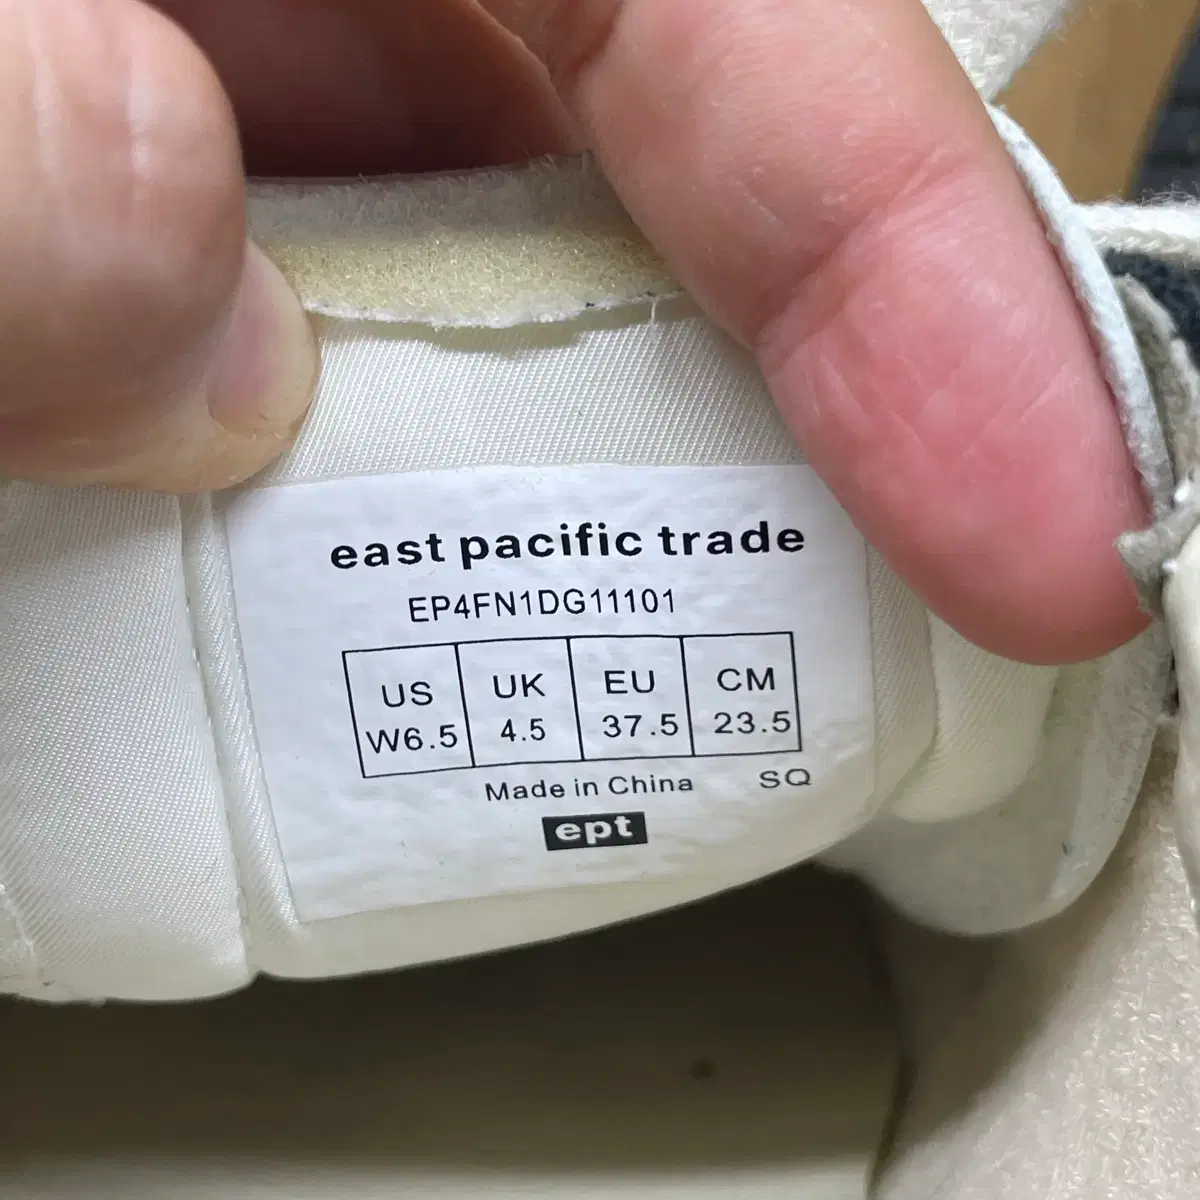 east pacific trade
EP4FN1DG11101
US UK EU CM
W6.5 4.5 37.5 23.5
Made in China SQ
ept